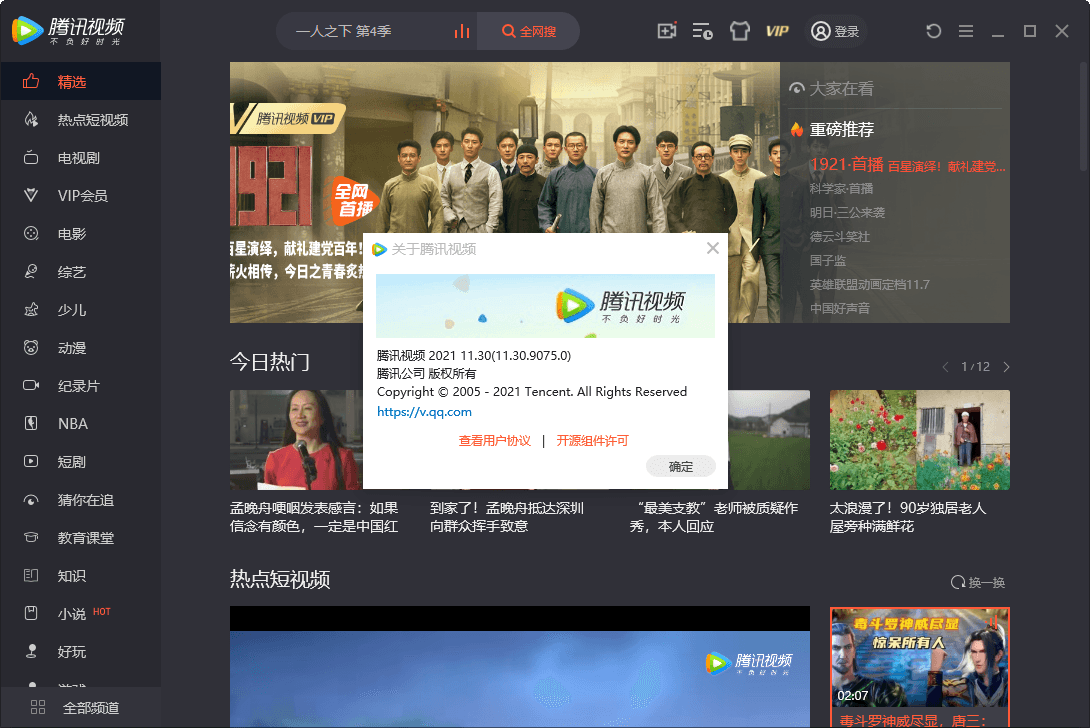 腾讯视频
不负好时光
一人之下 第4季
全网搜
VIP
登录
精选
热点短视频
电视剧
VIP会员
电影
综艺
少儿
动漫
纪录片
NBA
短剧
猜你在追
教育课堂
知识
小说 HOT
好玩
全部频道
腾讯视频VIP
1921
全网
首播
百星演绎，献礼建党百年！
薪火相传，今日之青春炙热
大家在看
重磅推荐
1921·首播 百星演绎！献礼建党...
科学家·首播
明日·三公来袭
德云斗笑社
国子监
英雄联盟动画定档11.7
中国好声音
关于腾讯视频
腾讯视频
不负好时光
腾讯视频 2021 11.30(11.30.9075.0)
腾讯公司 版权所有
Copyright © 2005 - 2021 Tencent. All Rights Reserved
https://v.qq.com
查看用户协议 | 开源组件许可
确定
今日热门
1/12
孟晚舟哽咽发表感言：如果
信念有颜色，一定是中国红
到家了！孟晚舟抵达深圳
向群众挥手致意
“最美支教”老师被质疑作
秀，本人回应
太浪漫了！90岁独居老人
屋旁种满鲜花
热点短视频
换一换
腾讯视频
不负好时光
毒斗罗神威尽显
惊呆所有人
02:07
毒斗罗神威尽显，唐三：